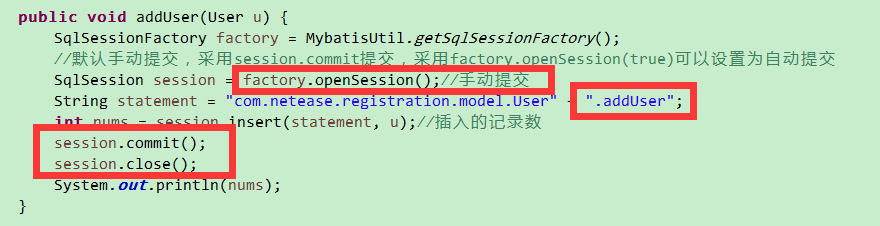 public void addUser(User u) {
SqlSessionFactory factory = MybatisUtil.getSqlSessionFactory();
//默认手动提交，采用session.commit提交，采用factory.openSession(true)可以设置为自动提交
SqlSession session = factory.openSession();//手动提交
String statement = "com.netease.registration.model.User" + ".addUser";
int nums = session.insert(statement, u);//插入的记录数
session.commit();
session.close();
System.out.println(nums);
}